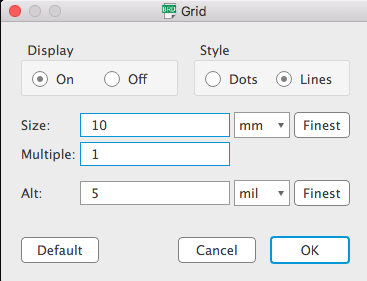 BRD Grid
Display Style
On Off Dots Lines
Size: 10 mm Finest
Multiple: 1
Alt: 5 mil Finest
Default Cancel OK